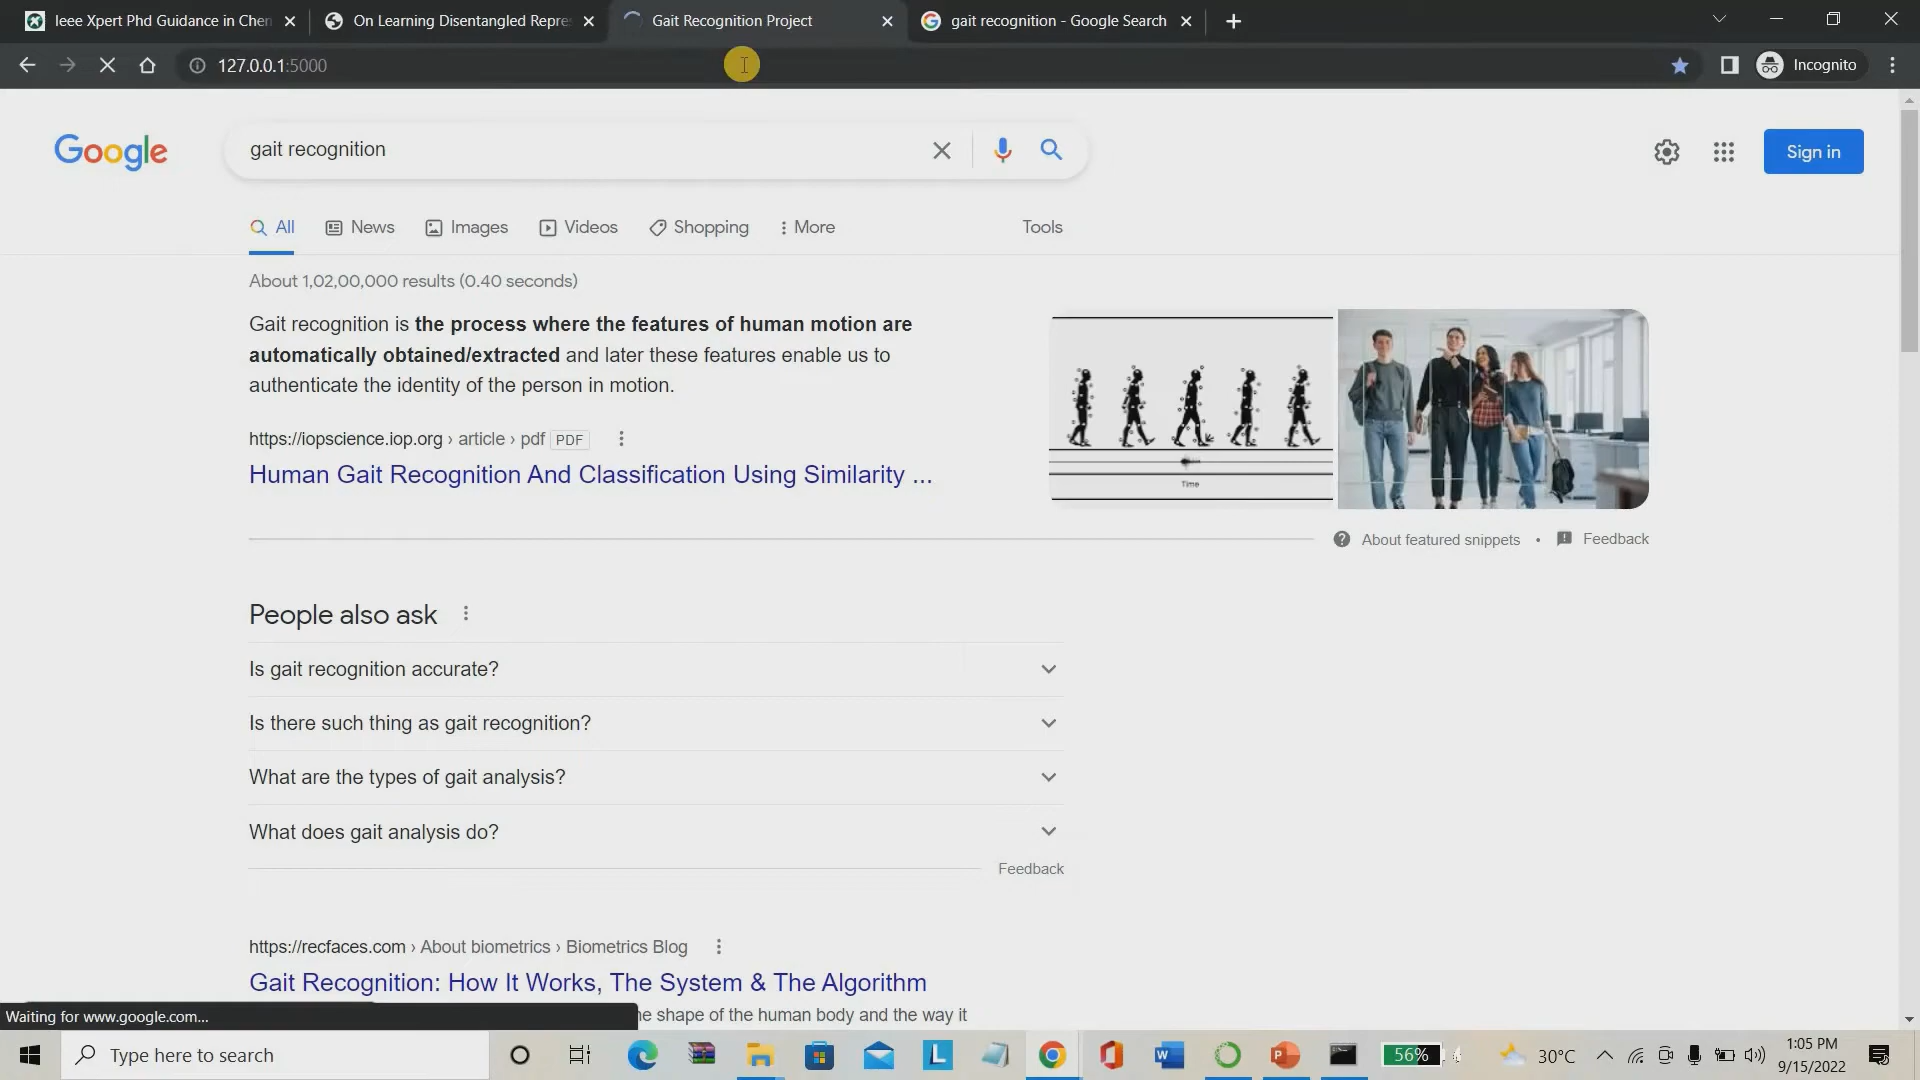 Ieee Xpert Phd Guidance in Chen
On Learning Disentangled Repres
Gait Recognition Project
gait recognition - Google Search
127.0.0.1:5000
Incognito
Google
gait recognition
Sign in
All
News
Images
Videos
Shopping
More
Tools
About 1,02,00,000 results (0.40 seconds)
Gait recognition is the process where the features of human motion are
automatically obtained/extracted and later these features enable us to
authenticate the identity of the person in motion.
https://iopscience.iop.org › article › pdf PDF
Human Gait Recognition And Classification Using Similarity ...
Time
About featured snippets • Feedback
People also ask
Is gait recognition accurate?
Is there such thing as gait recognition?
What are the types of gait analysis?
What does gait analysis do?
Feedback
https://recfaces.com › About biometrics › Biometrics Blog
Gait Recognition: How It Works, The System & The Algorithm
Waiting for www.google.com...
he shape of the human body and the way it
Type here to search
56%
30°C
1:05 PM
9/15/2022